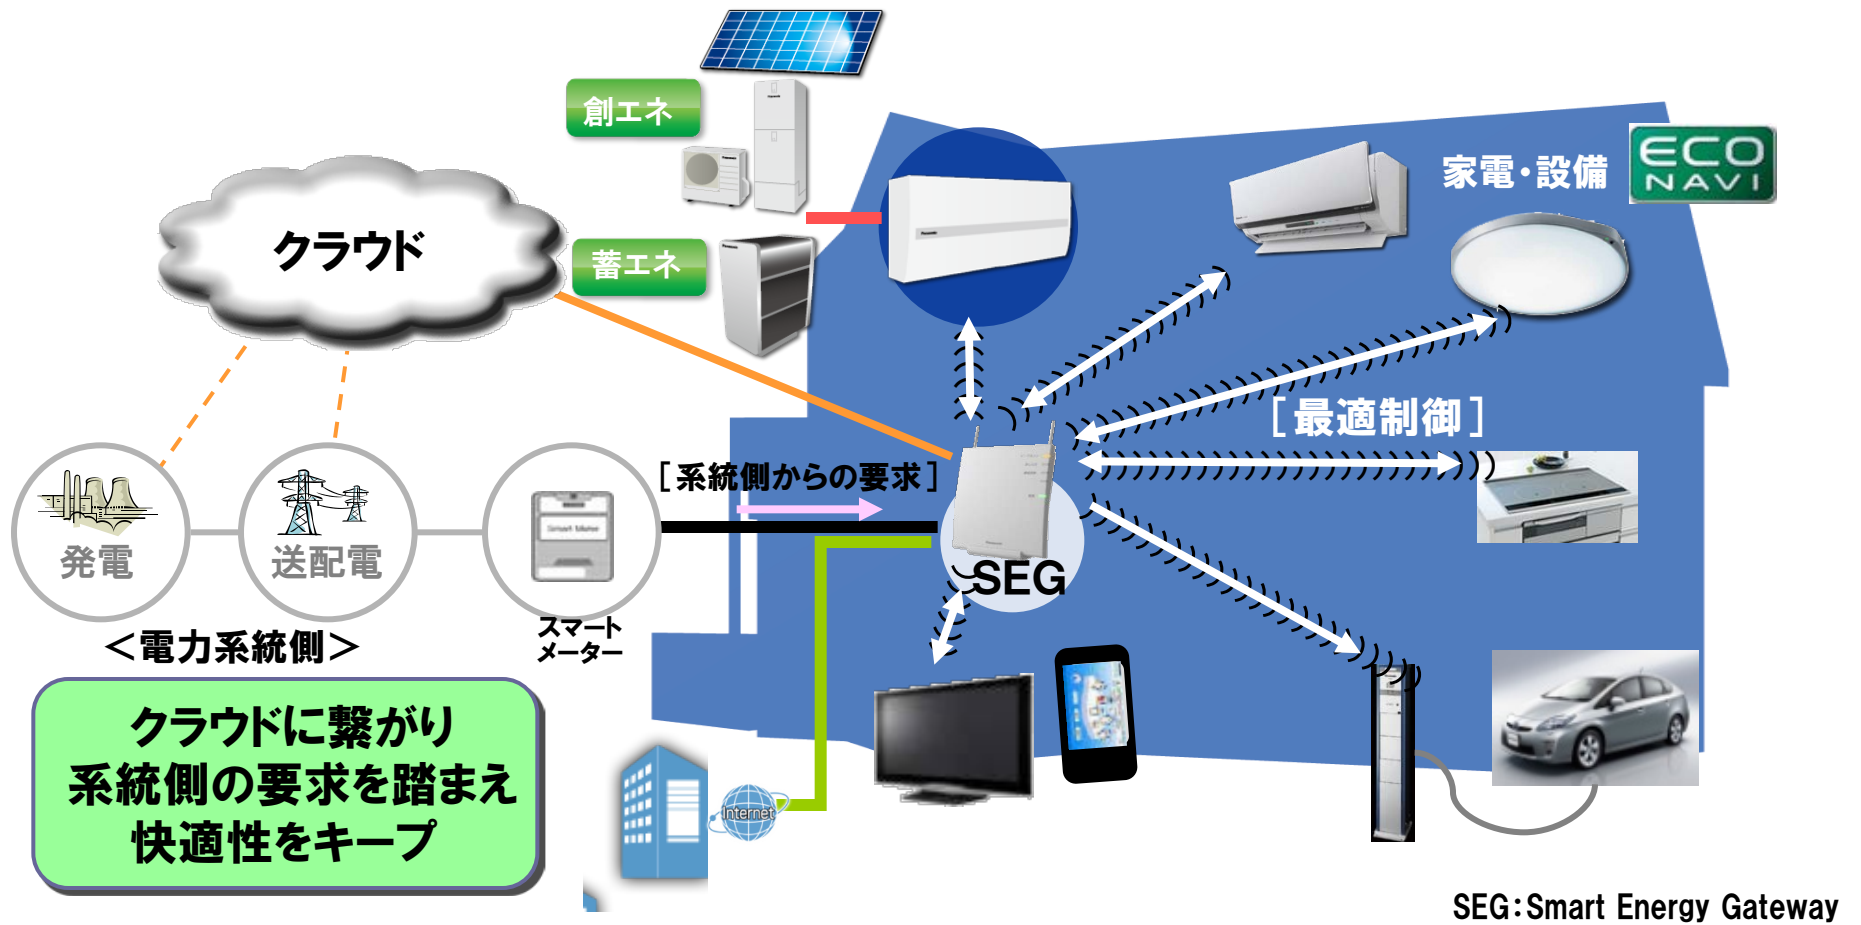 創エネ
家電・設備
ECO
NAVI
クラウド
蓄エネ
［最適制御］
［系統側からの要求］
発電
送配電
Smart Meter
SEG
スマート
メーター
＜電力系統側＞
クラウドに繋がり
系統側の要求を踏まえ
快適性をキープ
Internet
SEG：Smart Energy Gateway